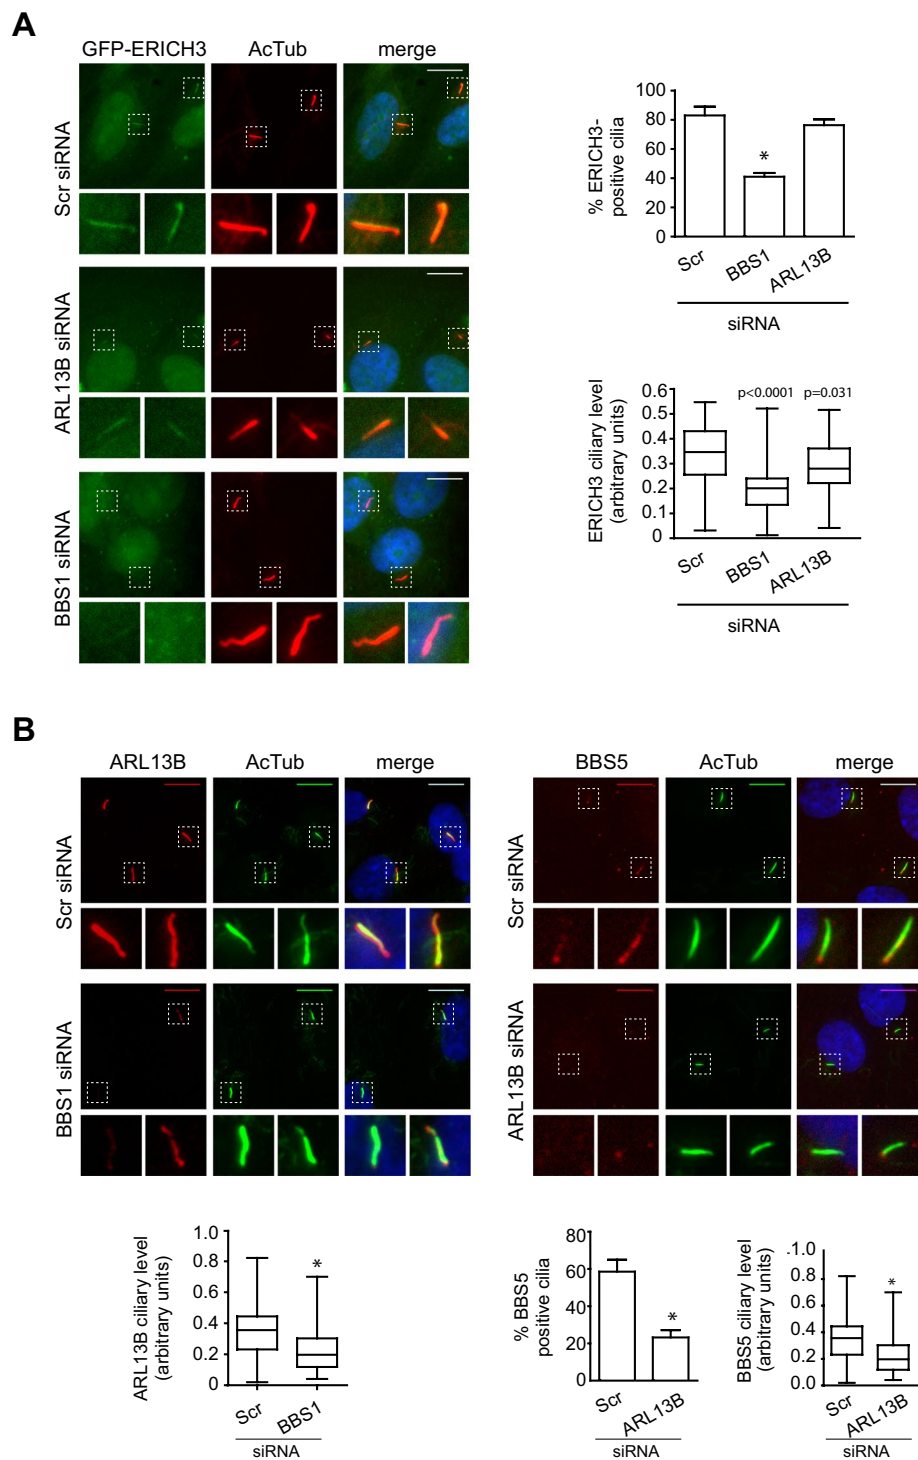 A
GFP-ERICH3 AcTub merge
Scr siRNA
ARL13B siRNA
BBS1 siRNA
% ERICH3-
positive cilia
100
80
60
40
20
0
*
Scr BBS1 ARL13B
siRNA
ERICH3 ciliary level
(arbitrary units)
0.6
0.5
0.4
0.3
0.2
0.1
0
p<0.0001 p=0.031
Scr BBS1 ARL13B
siRNA
B
ARL13B AcTub merge
Scr siRNA
BBS1 siRNA
BBS5 AcTub merge
Scr siRNA
ARL13B siRNA
ARL13B ciliary level
(arbitrary units)
1.0
0.8
0.6
0.4
0.2
0
*
Scr BBS1
siRNA
% BBS5
positive cilia
80
60
40
20
0
*
Scr ARL13B
siRNA
BBS5 ciliary level
(arbitrary units)
1.0
0.8
0.6
0.4
0.2
0.0
*
Scr ARL13B
siRNA